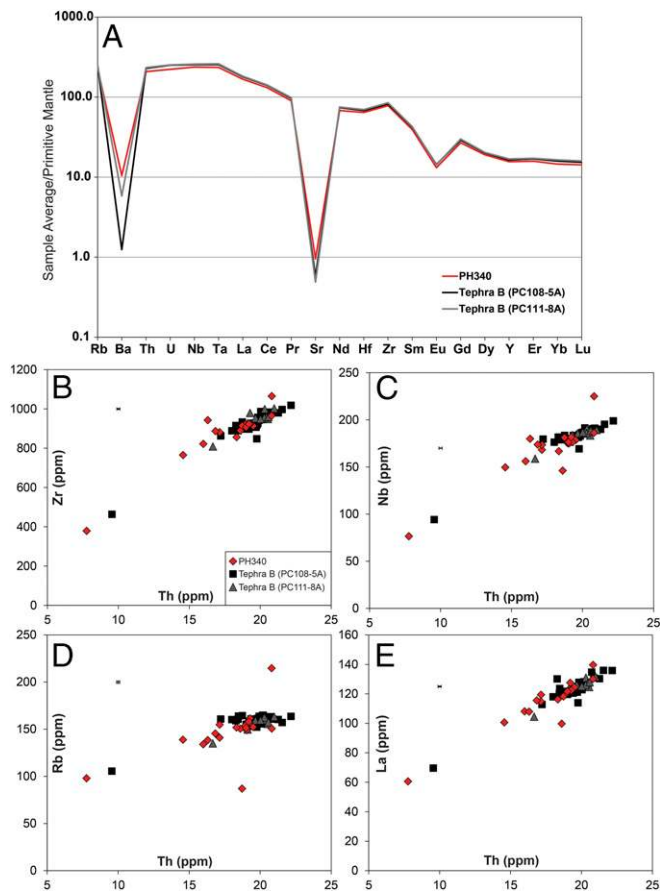 A
1000.0
100.0
10.0
1.0
0.1
Sample Average/Primitive Mantle
PH340
Tephra B (PC108-5A)
Tephra B (PC111-8A)
Rb Ba Th U Nb Ta La Ce Pr Sr Nd Hf Zr Sm Eu Gd Dy Y Er Yb Lu
B
1200
1000
800
600
400
200
0
Zr (ppm)
5 10 15 20 25
Th (ppm)
PH340
Tephra B (PC108-5A)
Tephra B (PC111-8A)
C
250
200
150
100
50
0
Nb (ppm)
5 10 15 20 25
Th (ppm)
D
250
200
150
100
50
0
Rb (ppm)
5 10 15 20 25
Th (ppm)
E
160
140
120
100
80
60
40
20
0
La (ppm)
5 10 15 20 25
Th (ppm)